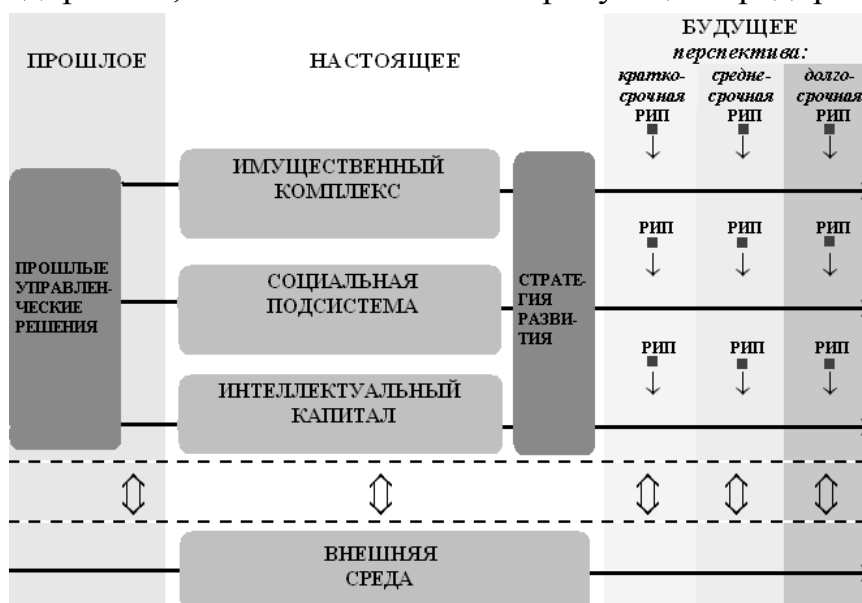 ПРОШЛОЕ
НАСТОЯЩЕЕ
БУДУЩЕЕ
перспектива:
кратко-
срочная
средне-
срочная
долго-
срочная
РИП
РИП
РИП
ИМУЩЕСТВЕННЫЙ
КОМПЛЕКС
РИП
РИП
РИП
ПРОШЛЫЕ
УПРАВЛЕН-
ЧЕСКИЕ
РЕШЕНИЯ
СОЦИАЛЬНАЯ
ПОДСИСТЕМА
СТРАТЕ-
ГИЯ
РАЗВИ-
ТИЯ
РИП
РИП
РИП
ИНТЕЛЛЕКТУАЛЬНЫЙ
КАПИТАЛ
ВНЕШНЯЯ
СРЕДА